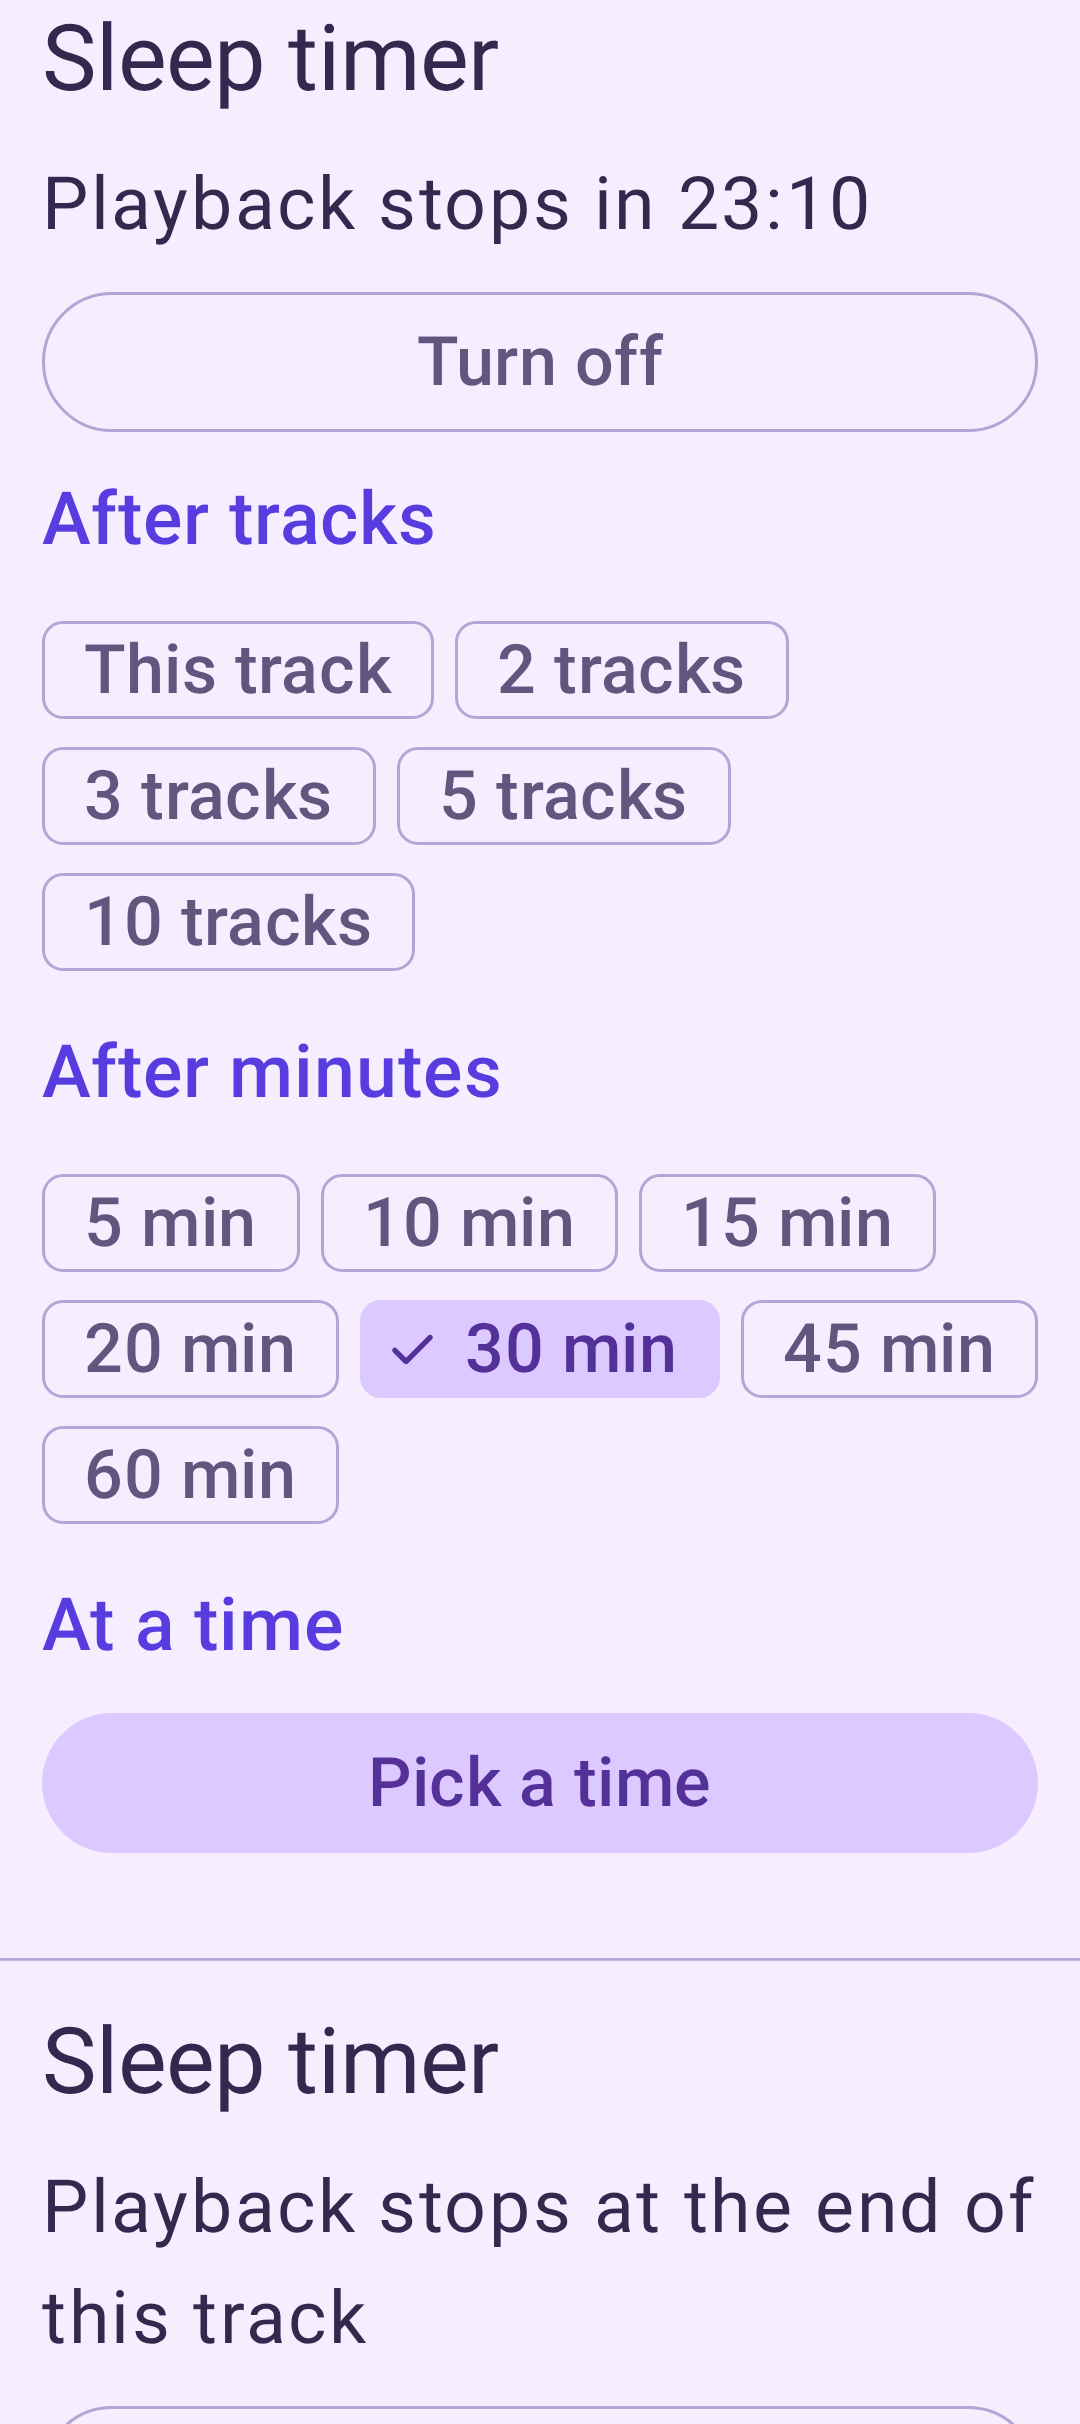 Sleep timer
Playback stops in 23:10
Turn off
After tracks
This track
2 tracks
3 tracks
5 tracks
10 tracks
After minutes
5 min
10 min
15 min
20 min
30 min
45 min
60 min
At a time
Pick a time
Sleep timer
Playback stops at the end of
this track